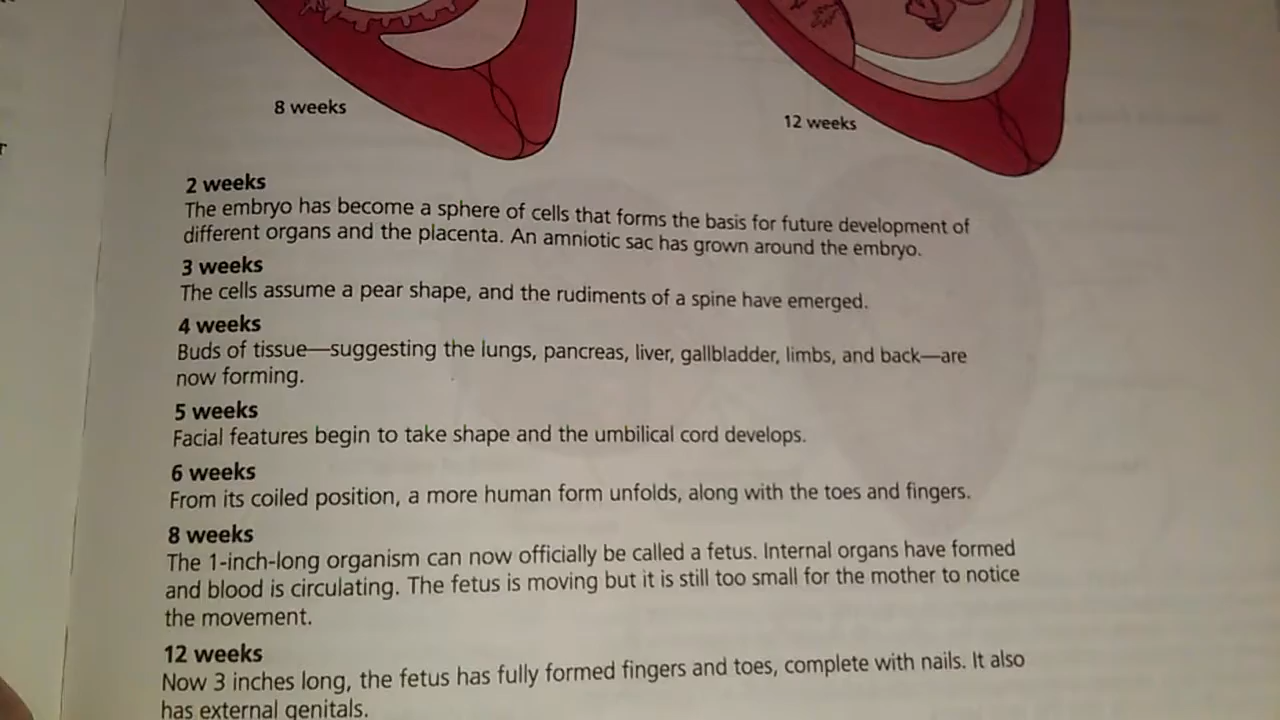 8 weeks
12 weeks
2 weeks
The embryo has become a sphere of cells that forms the basis for future development of
different organs and the placenta. An amniotic sac has grown around the embryo.
3 weeks
The cells assume a pear shape, and the rudiments of a spine have emerged.
4 weeks
Buds of tissue—suggesting the lungs, pancreas, liver, gallbladder, limbs, and back—are
now forming.
5 weeks
Facial features begin to take shape and the umbilical cord develops.
6 weeks
From its coiled position, a more human form unfolds, along with the toes and fingers.
8 weeks
The 1-inch-long organism can now officially be called a fetus. Internal organs have formed
and blood is circulating. The fetus is moving but it is still too small for the mother to notice
the movement.
12 weeks
Now 3 inches long, the fetus has fully formed fingers and toes, complete with nails. It also
has external genitals.